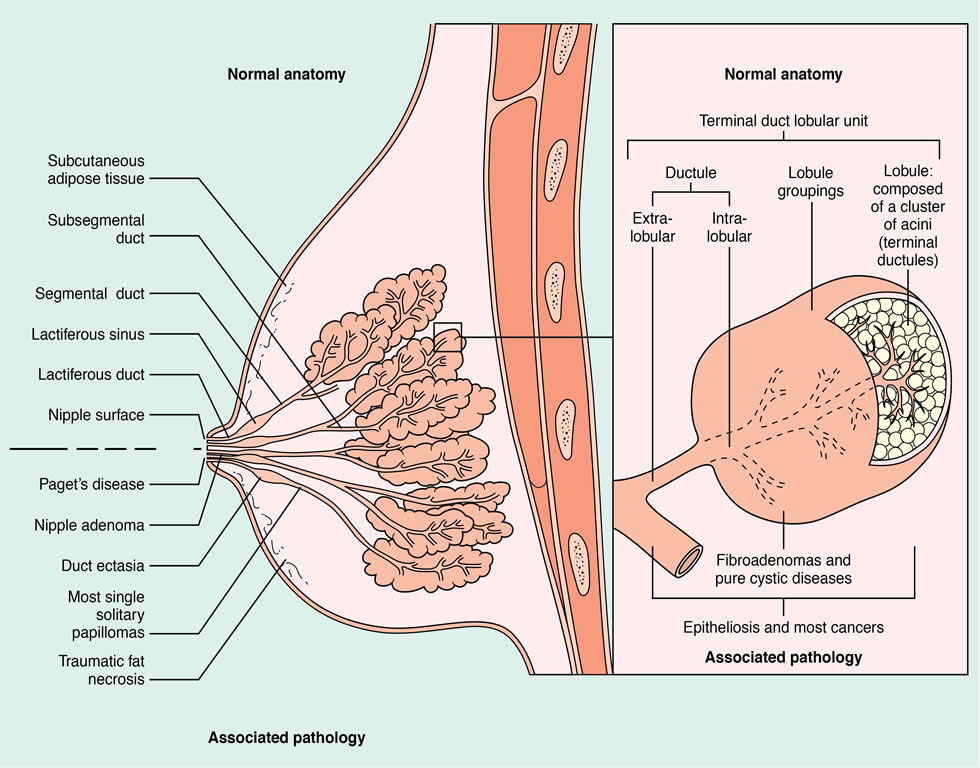 Normal anatomy
Subcutaneous
adipose tissue
Subsegmental
duct
Segmental duct
Lactiferous sinus
Lactiferous duct
Nipple surface
Paget's disease
Nipple adenoma
Duct ectasia
Most single
solitary
papillomas
Traumatic fat
necrosis
Associated pathology
Normal anatomy
Terminal duct lobular unit
Ductule
Extra-
lobular
Intra-
lobular
Lobule
groupings
Lobule:
composed
of a cluster
of acini
(terminal
ductules)
Fibroadenomas and
pure cystic diseases
Epitheliosis and most cancers
Associated pathology